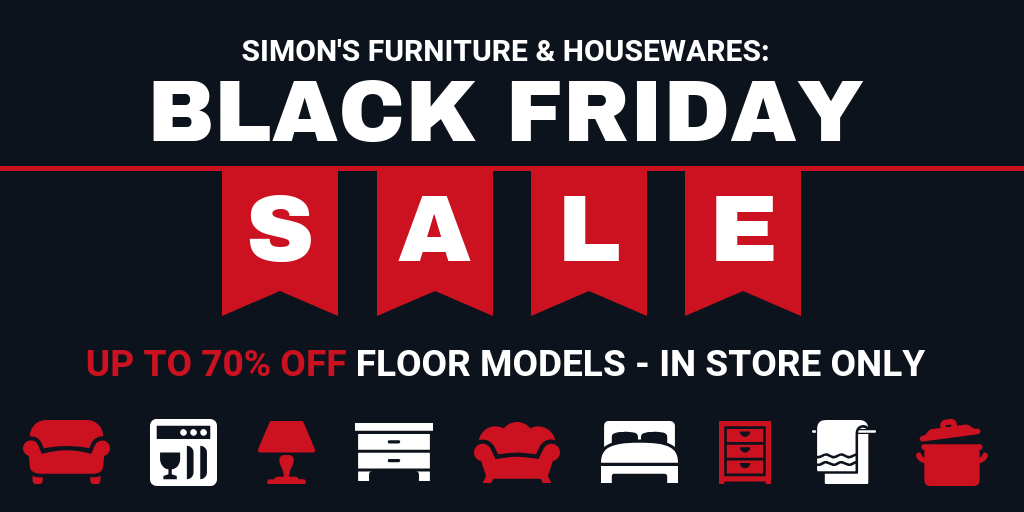 SIMON'S FURNITURE & HOUSEWARES:
BLACK FRIDAY
SALE
UP TO 70% OFF FLOOR MODELS - IN STORE ONLY